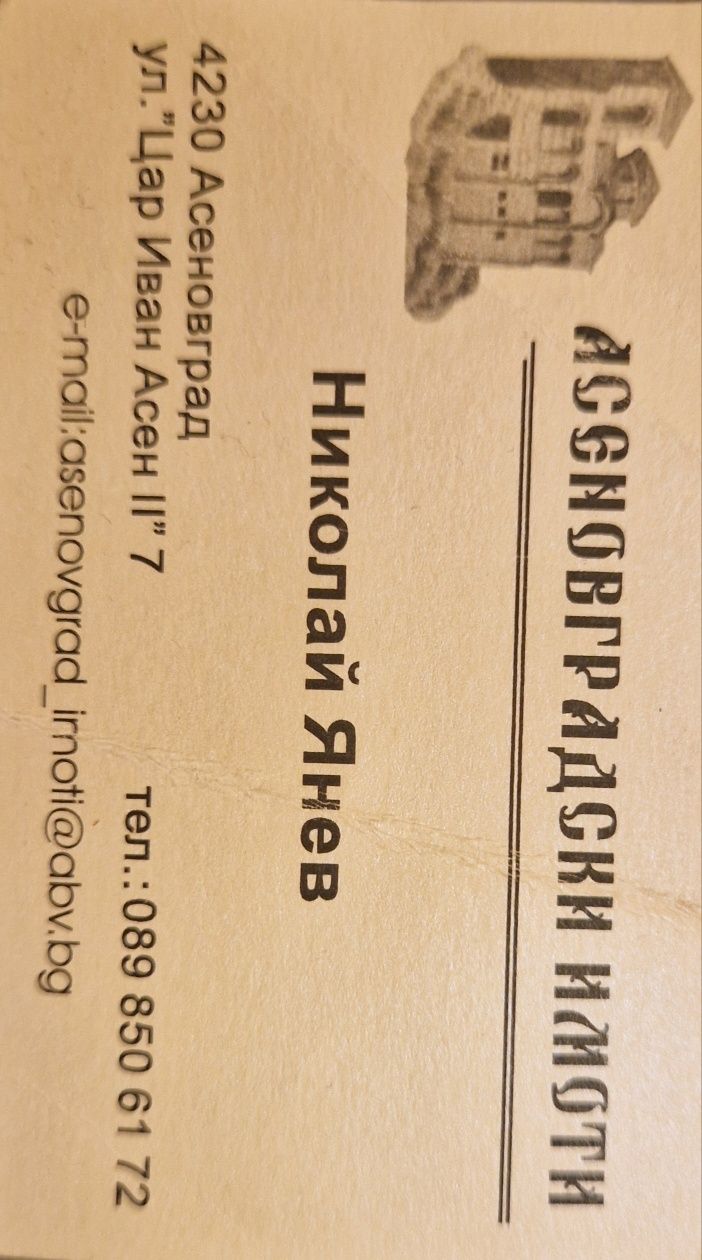 АСЕНОВГРАДСКИ ИМОТИ
Николай Янев
4230 Асеновград
ул."Цар Иван Асен II" 7
тел.:089 850 61 72
e-mail:asenovgrad_imoti@abv.bg